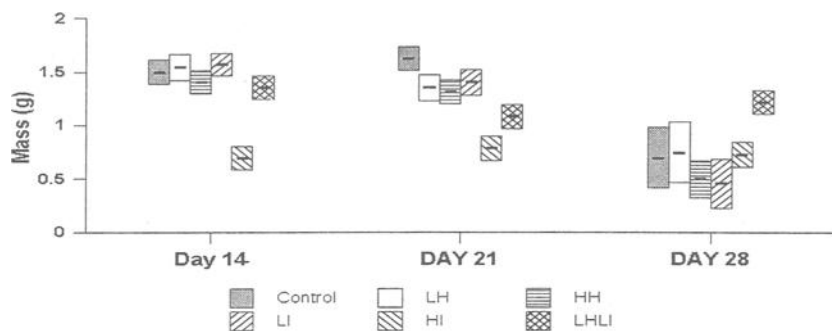 2
1.5
1
0.5
0
Mass (g)
Day 14 DAY 21 DAY 28
Control LH HH
LI HI LHLI